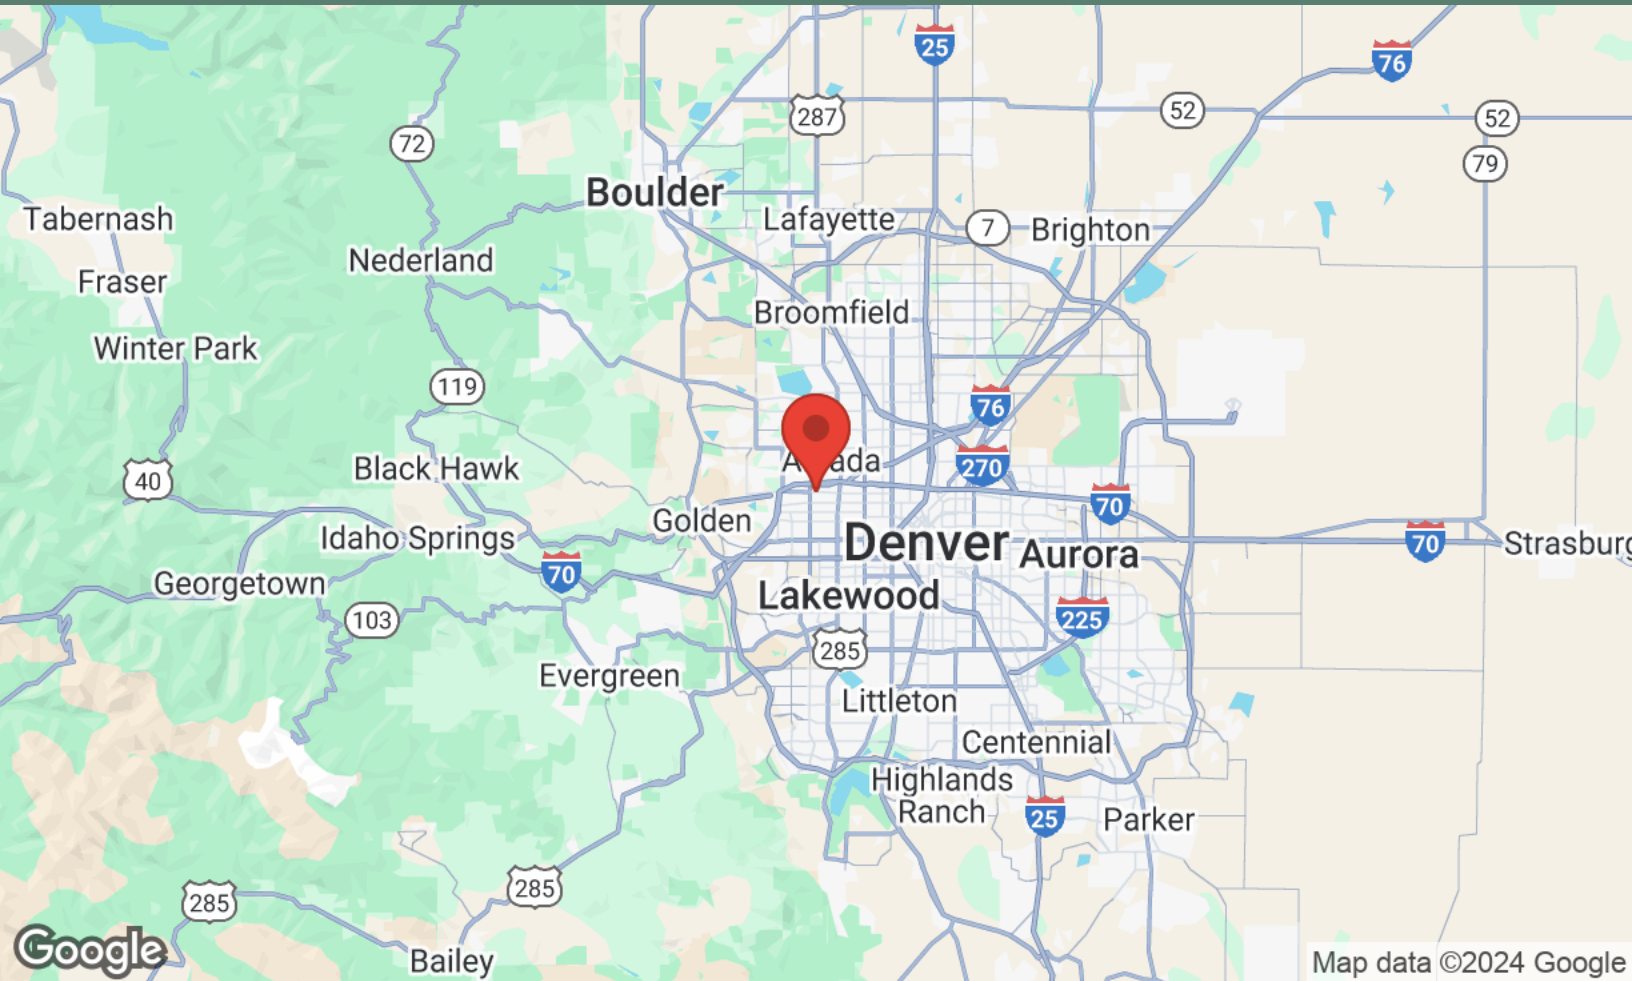 25
76
287
52
52
72
79
Boulder
Tabernash
Lafayette
7
Brighton
Nederland
Fraser
Broomfield
Winter Park
119
76
A ada
Black Hawk
270
40
70
Golden
Idaho Springs
Denver
Aurora
70
Strasburg
70
Georgetown
Lakewood
103
225
285
Evergreen
Littleton
Centennial
Highlands
Ranch
25
Parker
285
285
Google
Bailey
Map data ©2024 Google